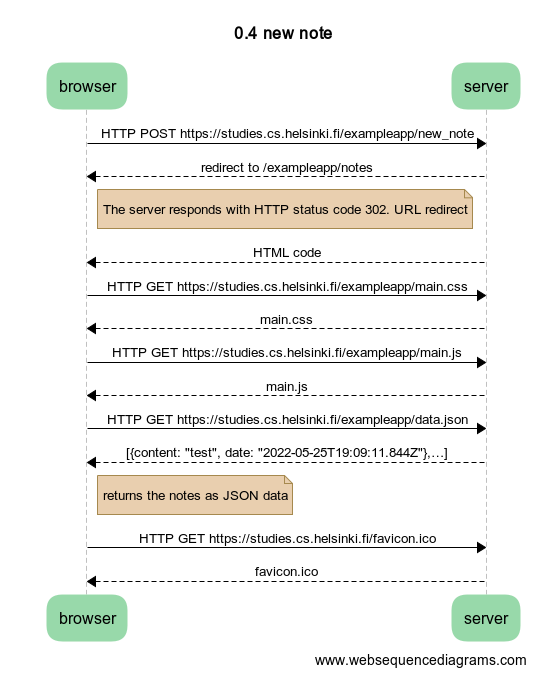 0.4 new note
browser
server
HTTP POST https://studies.cs.helsinki.fi/exampleapp/new_note
redirect to /exampleapp/notes
The server responds with HTTP status code 302. URL redirect
HTML code
HTTP GET https://studies.cs.helsinki.fi/exampleapp/main.css
main.css
HTTP GET https://studies.cs.helsinki.fi/exampleapp/main.js
main.js
HTTP GET https://studies.cs.helsinki.fi/exampleapp/data.json
[{content: "test", date: "2022-05-25T19:09:11.844Z"},…]
returns the notes as JSON data
HTTP GET https://studies.cs.helsinki.fi/favicon.ico
favicon.ico
browser
server
www.websequencediagrams.com